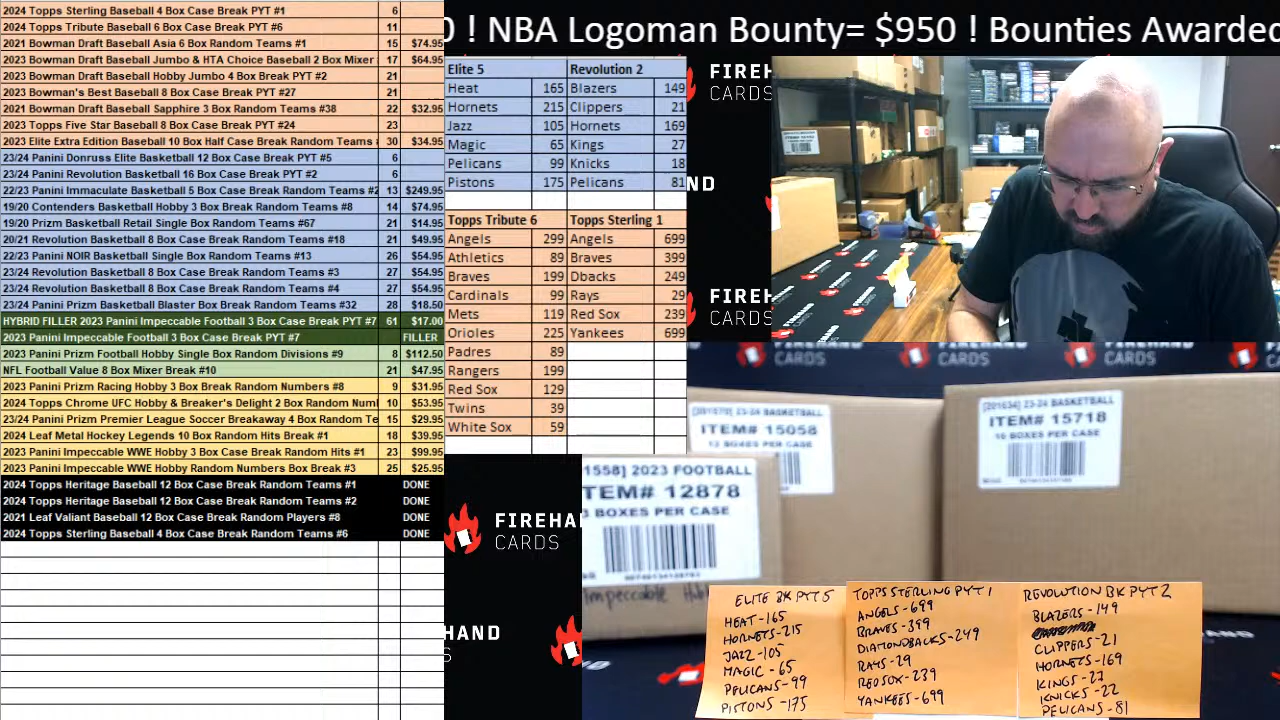 2024 Topps Sterling Baseball 4 Box Case Break PYT #1 6
2024 Topps Tribute Baseball 6 Box Case Break PYT #6 11
2021 Bowman Draft Baseball Asia 6 Box Random Teams #1 15 $74.95
2023 Bowman Draft Baseball Jumbo & HTA Choice Baseball 2 Box Mixer 17 $64.95
2023 Bowman Draft Baseball Hobby Jumbo 4 Box PYT #2 21
2023 Bowman's Best Baseball 8 Box PYT #27 21
2021 Bowman Draft Baseball Sapphire 3 Box Random Teams #38 22 $32.95
2023 Topps Five Star Baseball 8 Box Case Break PYT #24 23
2023 Elite Extra Edition Baseball 10 Box Half Case Break Random Teams 30 $34.95
23/24 Panini Donruss Elite Basketball 12 Box Case Break PYT #5 6
23/24 Panini Revolution Basketball 16 Box Case Break PYT #2 6
22/23 Panini Immaculate Basketball 5 Box Case Break Random Teams #2 13 $249.95
19/20 Contenders Basketball Hobby 3 Box Random Teams #8 14 $74.95
19/20 Prizm Basketball Retail Single Box Random Teams #67 21 $14.95
20/21 Revolution Basketball 8 Box Case Break Random Teams #18 21 $49.95
22/23 Panini NOIR Basketball Single Box Random Teams #13 26 $54.95
23/24 Revolution Basketball 8 Box Case Break Random Teams #3 27 $54.95
23/24 Revolution Basketball 8 Box Case Break Random Teams #4 27 $54.95
23/24 Panini Prizm Basketball Blaster Box Break Random Teams #32 28 $18.50
HYBRID FILLER 2023 Panini Impeccable Football 3 Box Case Break PYT #7 61 $17.00
2023 Panini Impeccable Football 3 Box Case Break PYT #7 FILLER
2023 Panini Prizm Football Hobby Single Box Random Divisions #9 8 $112.50
NFL Football Value 8 Box Mixer Break #10 21 $47.95
2023 Panini Prizm Racing Hobby 3 Box Break Random Numbers #8 9 $31.95
2024 Topps Chrome UFC Hobby & Breaker's Delight 2 Box Random Numl 10 $53.95
23/24 Panini Prizm Premier League Soccer Breakaway 4 Box Random Te 15 $29.95
2024 Leaf Metal Hockey Legends 10 Box Random Hits Break #1 18 $39.95
2023 Panini Impeccable WWE Hobby 3 Box Case Break Random Hits #1 23 $99.95
2023 Panini Impeccable WWE Hobby Random Numbers Box Break #3 25 $25.95
2024 Topps Heritage Baseball 12 Box Case Break Random Teams #1 DONE
2024 Topps Heritage Baseball 12 Box Case Break Random Teams #2 DONE
2021 Leaf Valiant Baseball 12 Box Case Break Random Players #8 DONE
2024 Topps Sterling Baseball 4 Box Case Break Random Teams #6 DONE
0 ! NBA Logoman Bounty= $950 ! Bounties Awarded
Elite 5 Revolution 2
Heat 165 Blazers 149
Hornets 215 Clippers 21
Jazz 105 Hornets 169
Magic 65 Kings 27
Pelicans 99 Knicks 18
Pistons 175 Pelicans 81
Topps Tribute 6 Topps Sterling 1
Angels 299 Angels 699
Athletics 89 Braves 399
Braves 199 Dbacks 249
Cardinals 99 Rays 29
Mets 119 Red Sox 239
Orioles 225 Yankees 699
Padres 89
Rangers 199
Red Sox 129
Twins 39
White Sox 59
FIREHA
CARDS
ND
FIREHA
CARDS
FIREHAND
CARDS
FIREHAN
CARDS
HAND
S
23-24 BASKETBALL
ITEM# 15058
12 BOXES PER CASE
[201634] 23-24 BASKETBALL
ITEM# 15718
16 BOXES PER CASE
1558] 2023 FOOTBALL
TEM# 12878
3 BOXES PER CASE
Impeccable Hob
ELITE BK PYT 5
HEAT-165
HORNETS-215
JAZZ-105
MAGIC-65
PELICANS-99
PISTONS-175
TOPPS STERLING PYT 1
ANGELS-699
BRAVES-399
DIAMONDBACKS-249
RAYS-29
REDSOX-239
YANKEES-699
REVOLUTION BK PYT 2
BLAZERS-149
CLIPPERS-21
HORNETS-169
KINGS-27
KNICKS-22
PELICANS-81